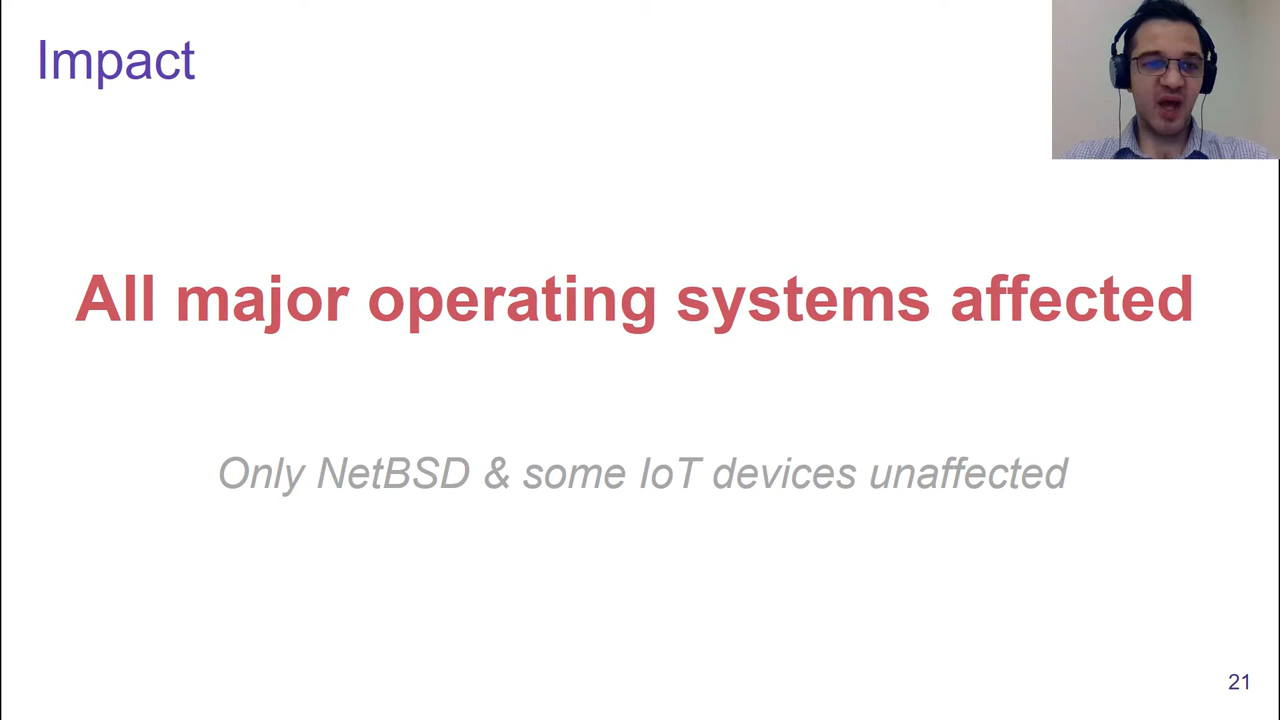 Impact
All major operating systems affected
Only NetBSD & some IoT devices unaffected
21